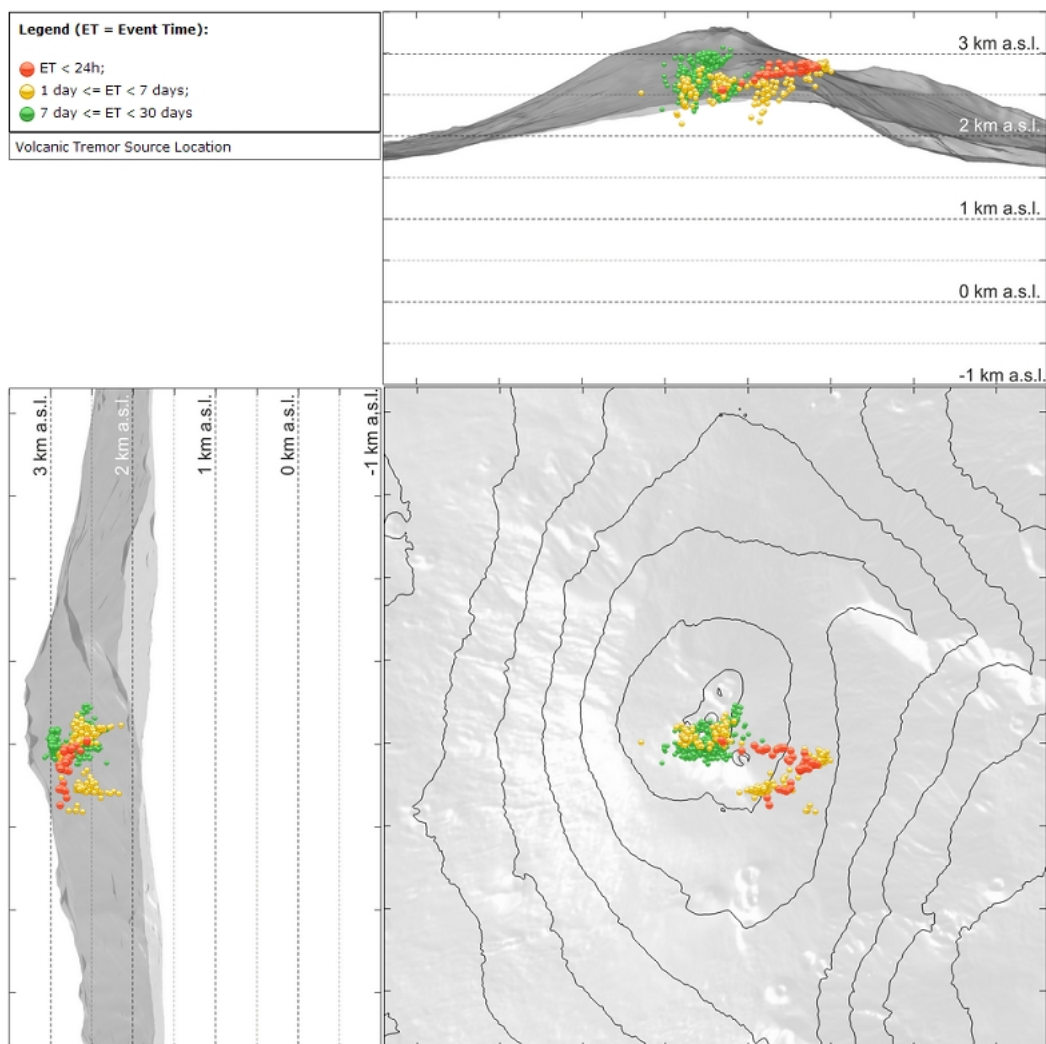 Legend (ET = Event Time):
ET < 24h;
1 day <= ET < 7 days;
7 day <= ET < 30 days
Volcanic Tremor Source Location
3 km a.s.l.
2 km a.s.l.
1 km a.s.l.
0 km a.s.l.
-1 km a.s.l.
3 km a.s.l.
2 km a.s.l.
1 km a.s.l.
0 km a.s.l.
-1 km a.s.l.